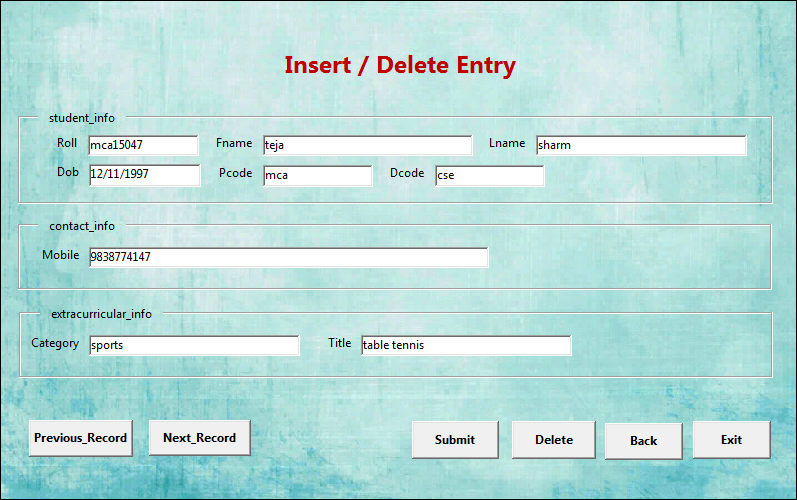 Insert / Delete Entry
student_info
Roll mca15047 Fname teja Lname sharm
Dob 12/11/1997 Pcode mca Dcode cse
contact_info
Mobile 9838774147
extracurricular_info
Category sports Title table tennis
Previous_Record Next_Record Submit Delete Back Exit